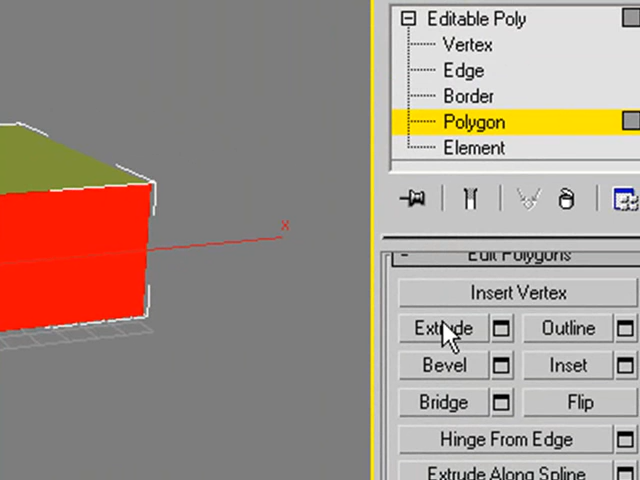 Editable Poly
Vertex
Edge
Border
Polygon
Element
x
Edit Polygons
Insert Vertex
Extrude Outline
Bevel Inset
Bridge Flip
Hinge From Edge
Extrude Along Spline